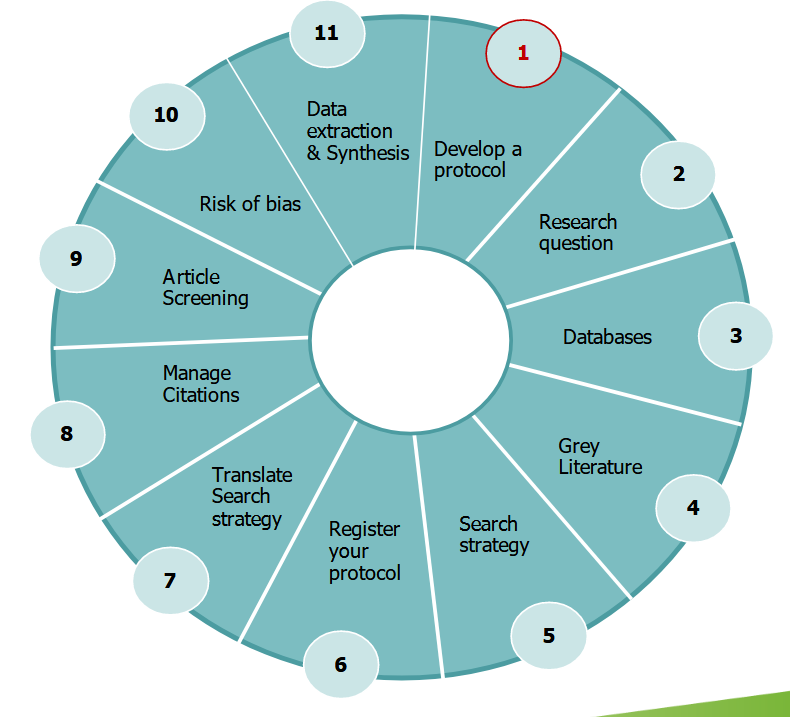 1
Develop a
protocol
2
Research
question
3
Databases
4
Grey
Literature
5
Search
strategy
6
Register
your
protocol
7
Translate
Search
strategy
8
Manage
Citations
9
Article
Screening
10
Risk of bias
11
Data
extraction
& Synthesis